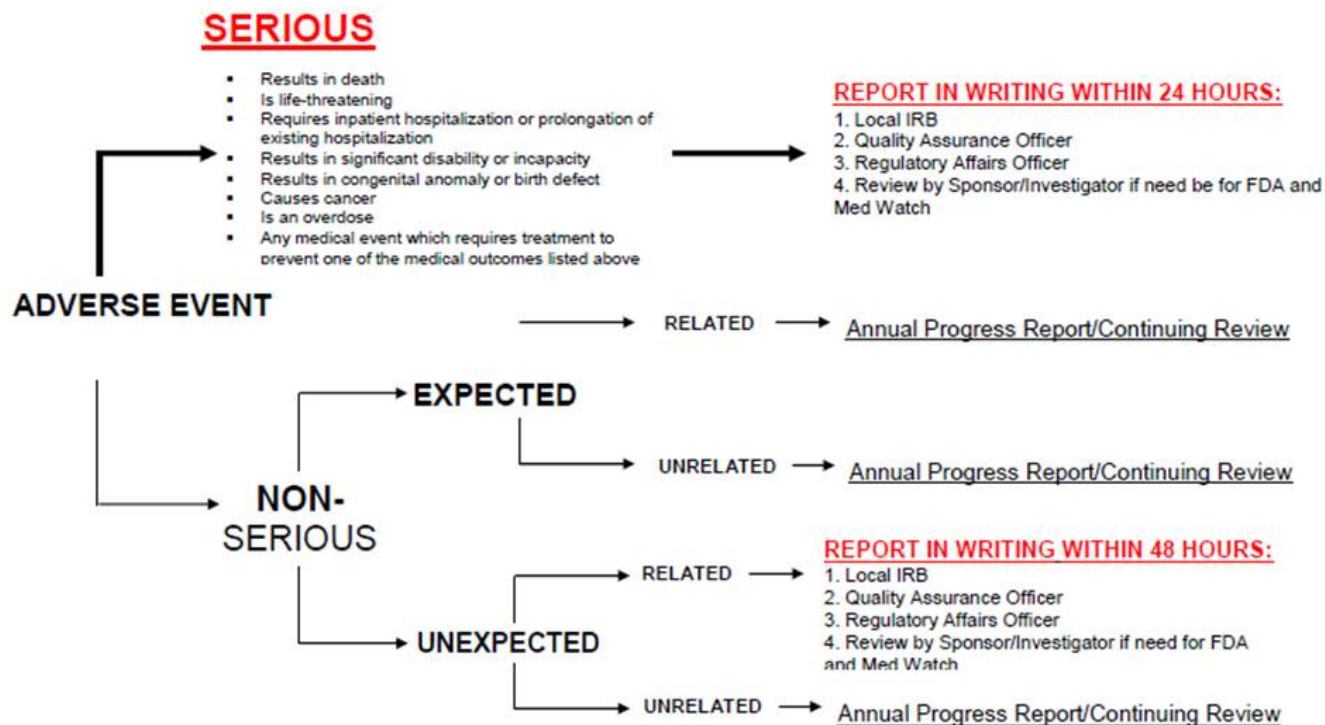 SERIOUS
▪ Results in death
▪ Is life-threatening
▪ Requires inpatient hospitalization or prolongation of
existing hospitalization
▪ Results in significant disability or incapacity
▪ Results in congenital anomaly or birth defect
▪ Causes cancer
▪ Is an overdose
▪ Any medical event which requires treatment to
prevent one of the medical outcomes listed above
REPORT IN WRITING WITHIN 24 HOURS:
1. Local IRB
2. Quality Assurance Officer
3. Regulatory Affairs Officer
4. Review by Sponsor/Investigator if need be for FDA and
Med Watch
ADVERSE EVENT
RELATED
Annual Progress Report/Continuing Review
EXPECTED
UNRELATED
Annual Progress Report/Continuing Review
NON-
SERIOUS
REPORT IN WRITING WITHIN 48 HOURS:
RELATED
1. Local IRB
2. Quality Assurance Officer
3. Regulatory Affairs Officer
4. Review by Sponsor/Investigator if need for FDA
and Med Watch
UNEXPECTED
UNRELATED
Annual Progress Report/Continuing Review